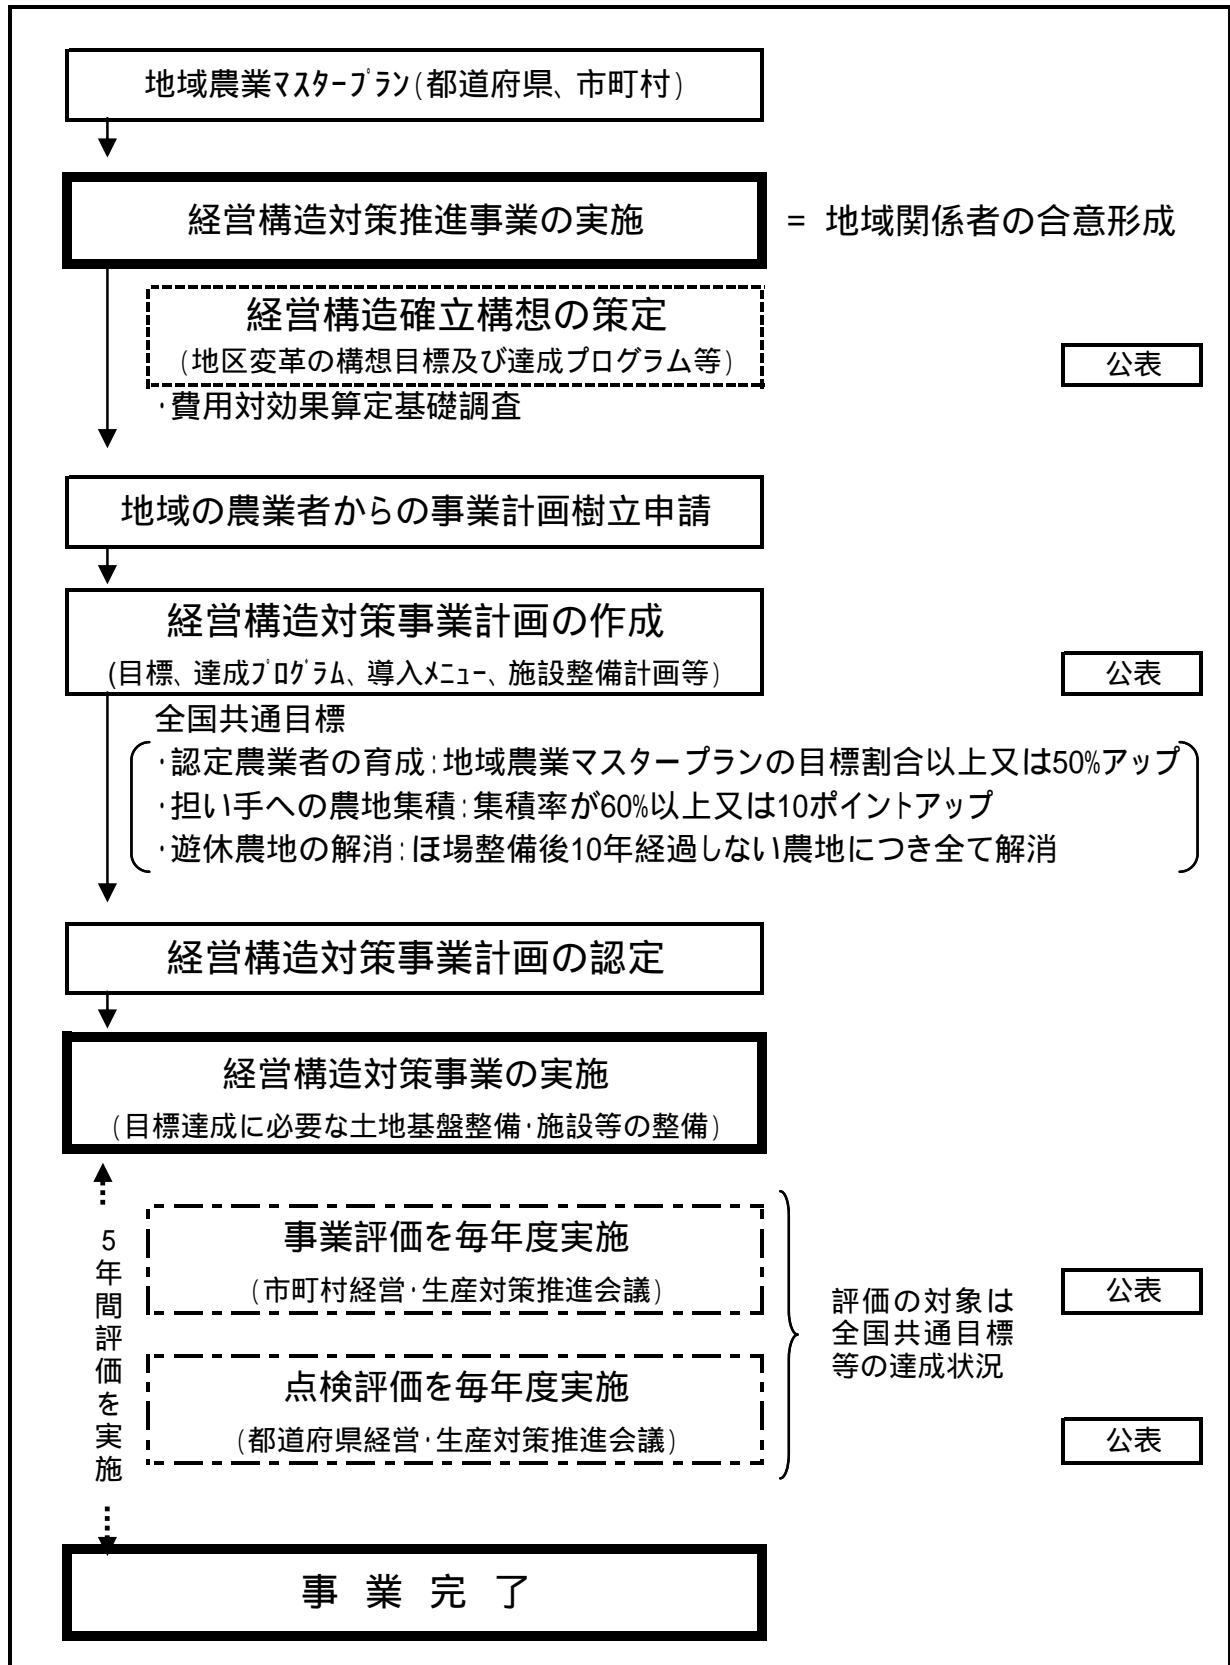 地域農業ﾏｽﾀｰﾌﾟﾗﾝ(都道府県、市町村)
経営構造対策推進事業の実施
= 地域関係者の合意形成
経営構造確立構想の策定
(地区変革の構想目標及び達成プログラム等)
公表
・費用対効果算定基礎調査
地域の農業者からの事業計画樹立申請
経営構造対策事業計画の作成
(目標、達成ﾌﾟﾛｸﾞﾗﾑ、導入ﾒﾆｭｰ、施設整備計画等)
公表
全国共通目標
・認定農業者の育成:地域農業マスタープランの目標割合以上又は50%アップ
・担い手への農地集積:集積率が60%以上又は10ポイントアップ
・遊休農地の解消:ほ場整備後10年経過しない農地につき全て解消
経営構造対策事業計画の認定
経営構造対策事業の実施
(目標達成に必要な土地基盤整備・施設等の整備)
5年間評価を実施
事業評価を毎年度実施
(市町村経営・生産対策推進会議)
公表
評価の対象は
全国共通目標
等の達成状況
点検評価を毎年度実施
(都道府県経営・生産対策推進会議)
公表
事 業 完 了